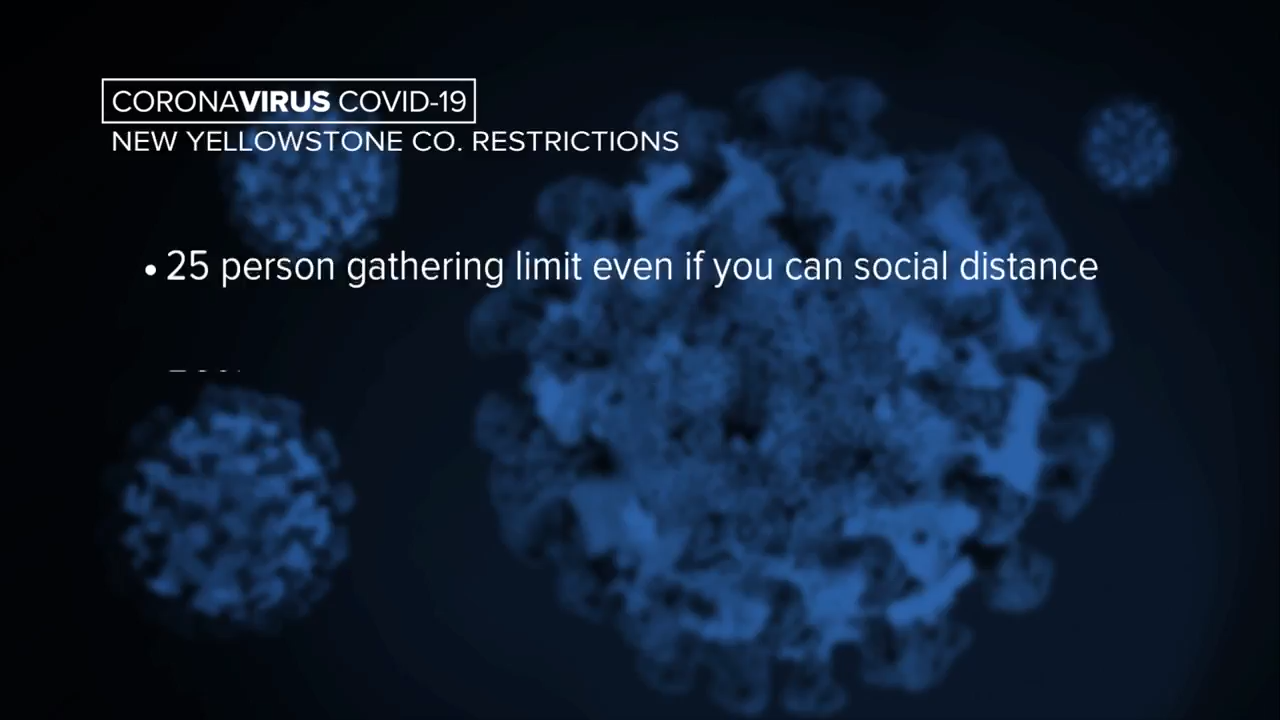 CORONAVIRUS COVID-19
NEW YELLOWSTONE CO. RESTRICTIONS
• 25 person gathering limit even if you can social distance